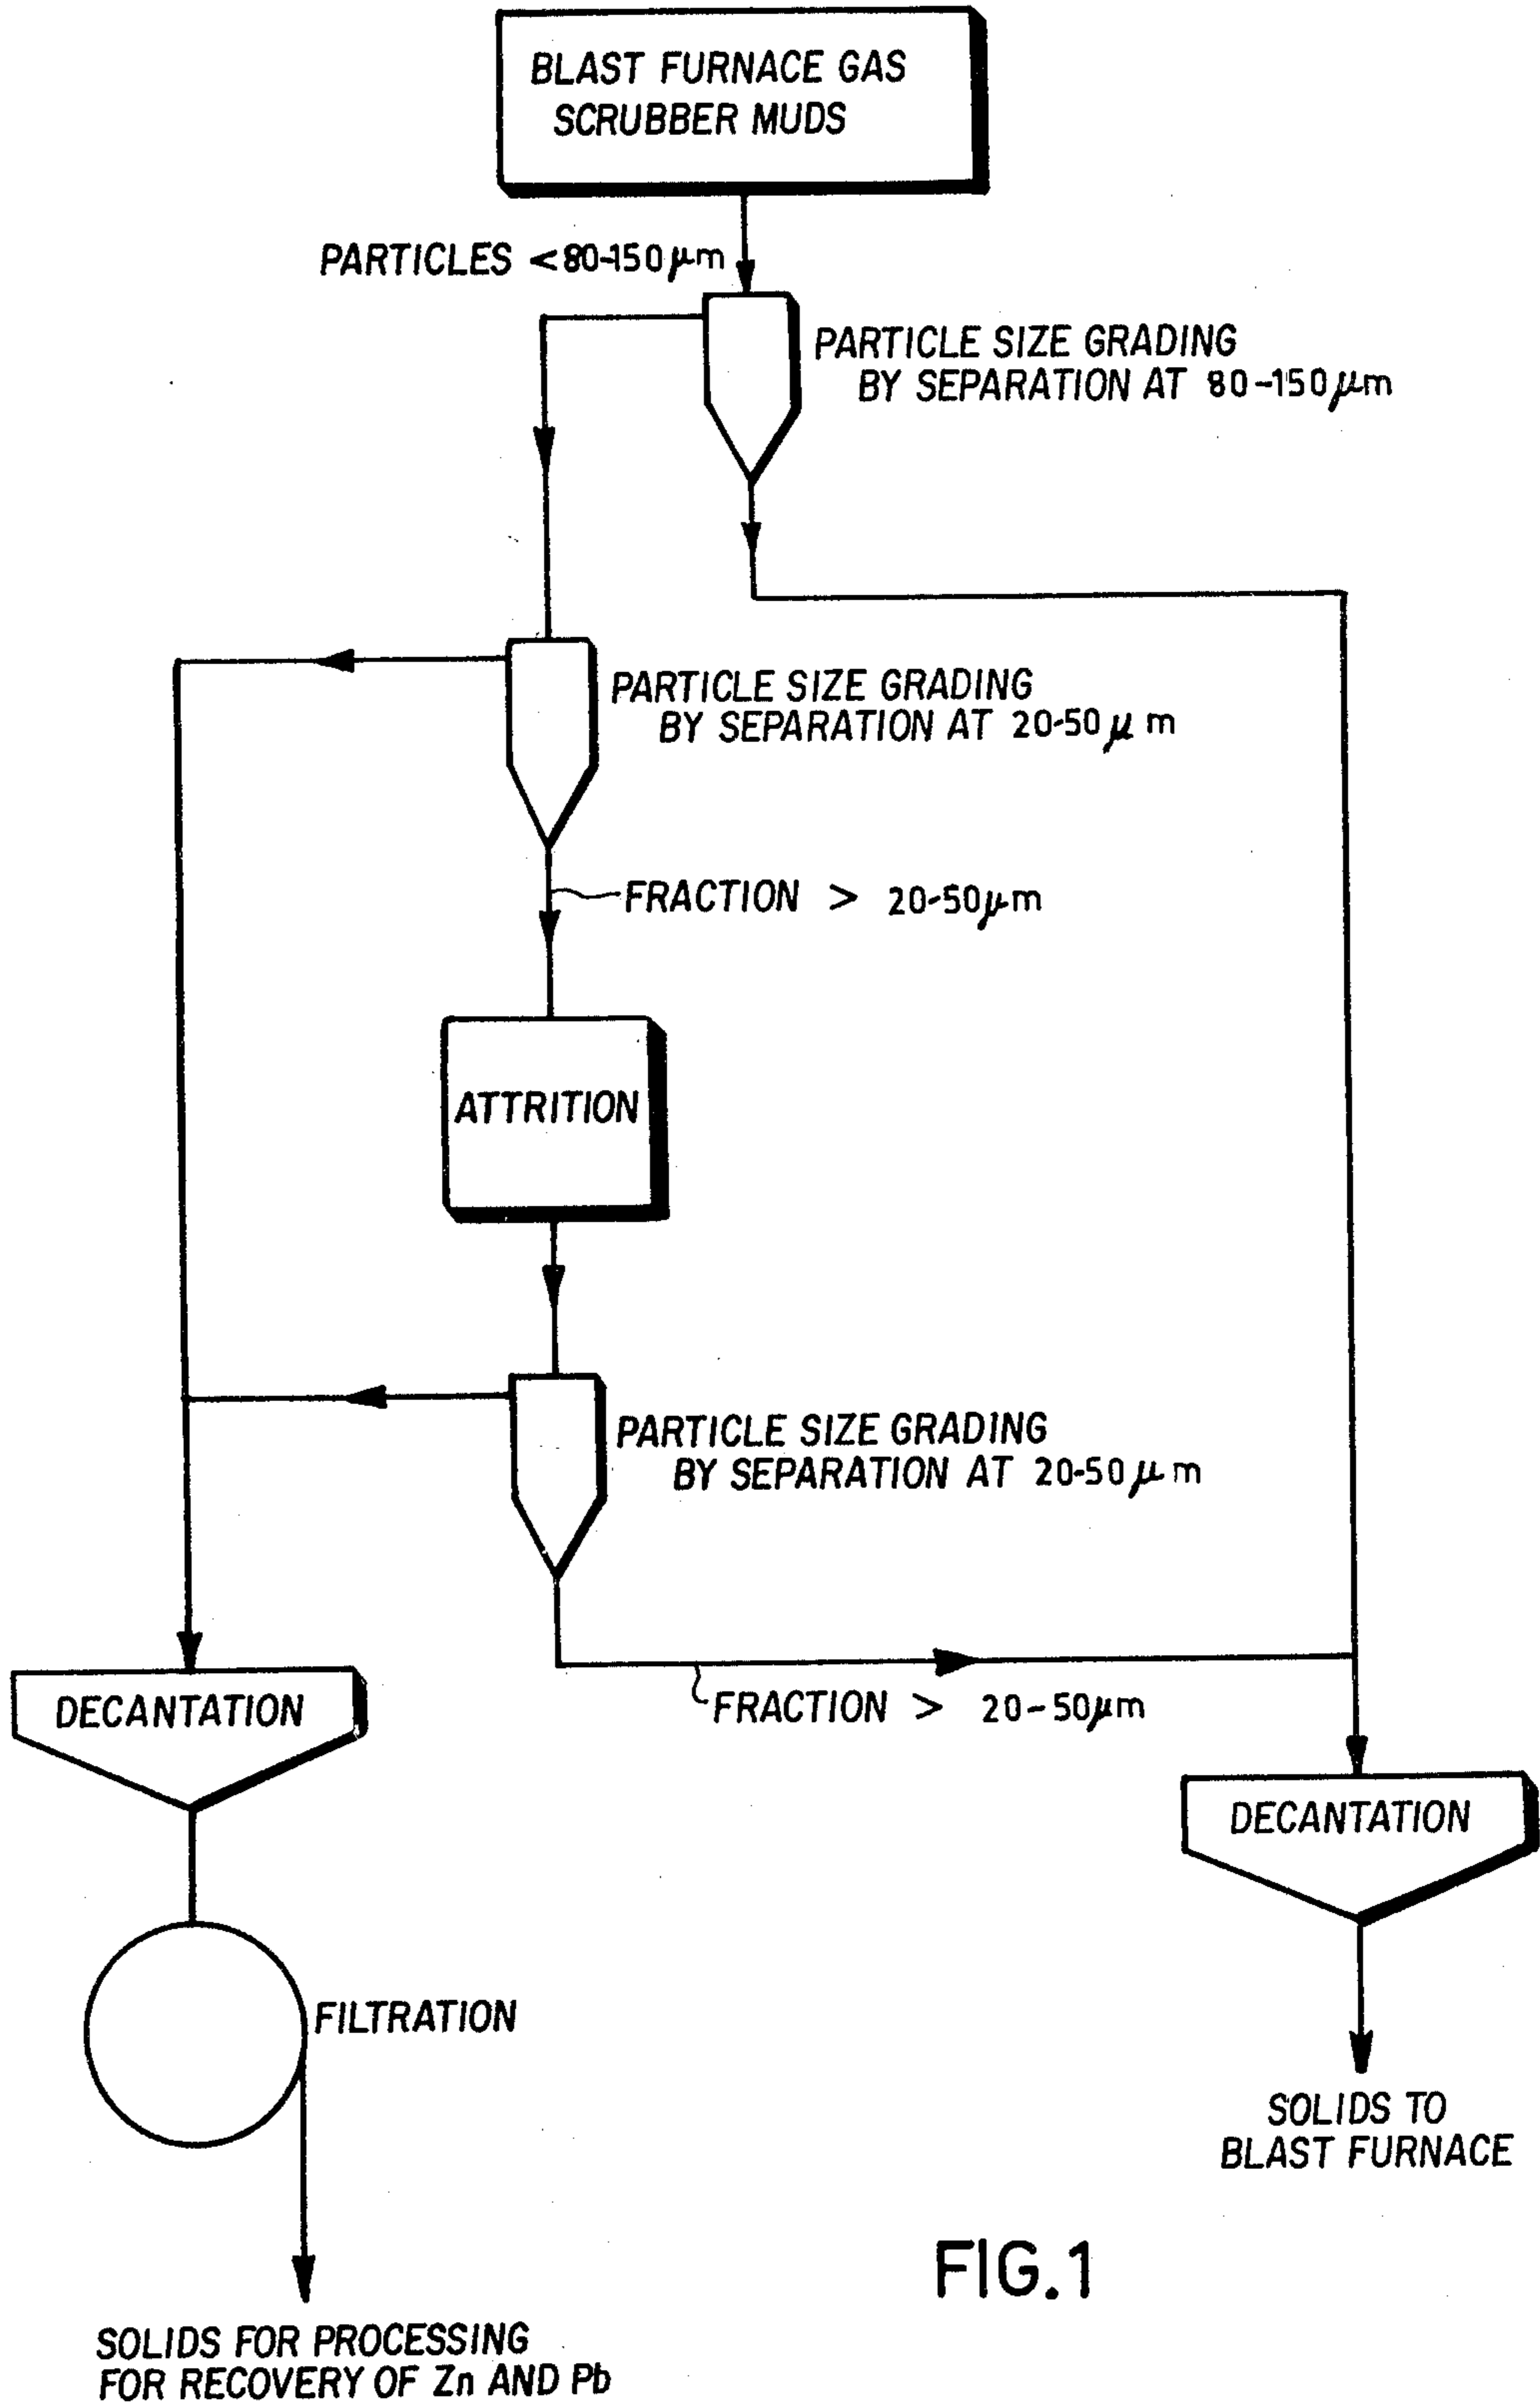 BLAST FURNACE GAS
SCRUBBER MUDS
PARTICLES <80-150μm
PARTICLE SIZE GRADING
BY SEPARATION AT 80-150μm
PARTICLE SIZE GRADING
BY SEPARATION AT 20-50μm
FRACTION > 20-50μm
ATTRITION
PARTICLE SIZE GRADING
BY SEPARATION AT 20-50μm
DECANTATION
FRACTION > 20-50μm
DECANTATION
FILTRATION
SOLIDS TO
BLAST FURNACE
FIG.1
SOLIDS FOR PROCESSING
FOR RECOVERY OF Zn AND Pb